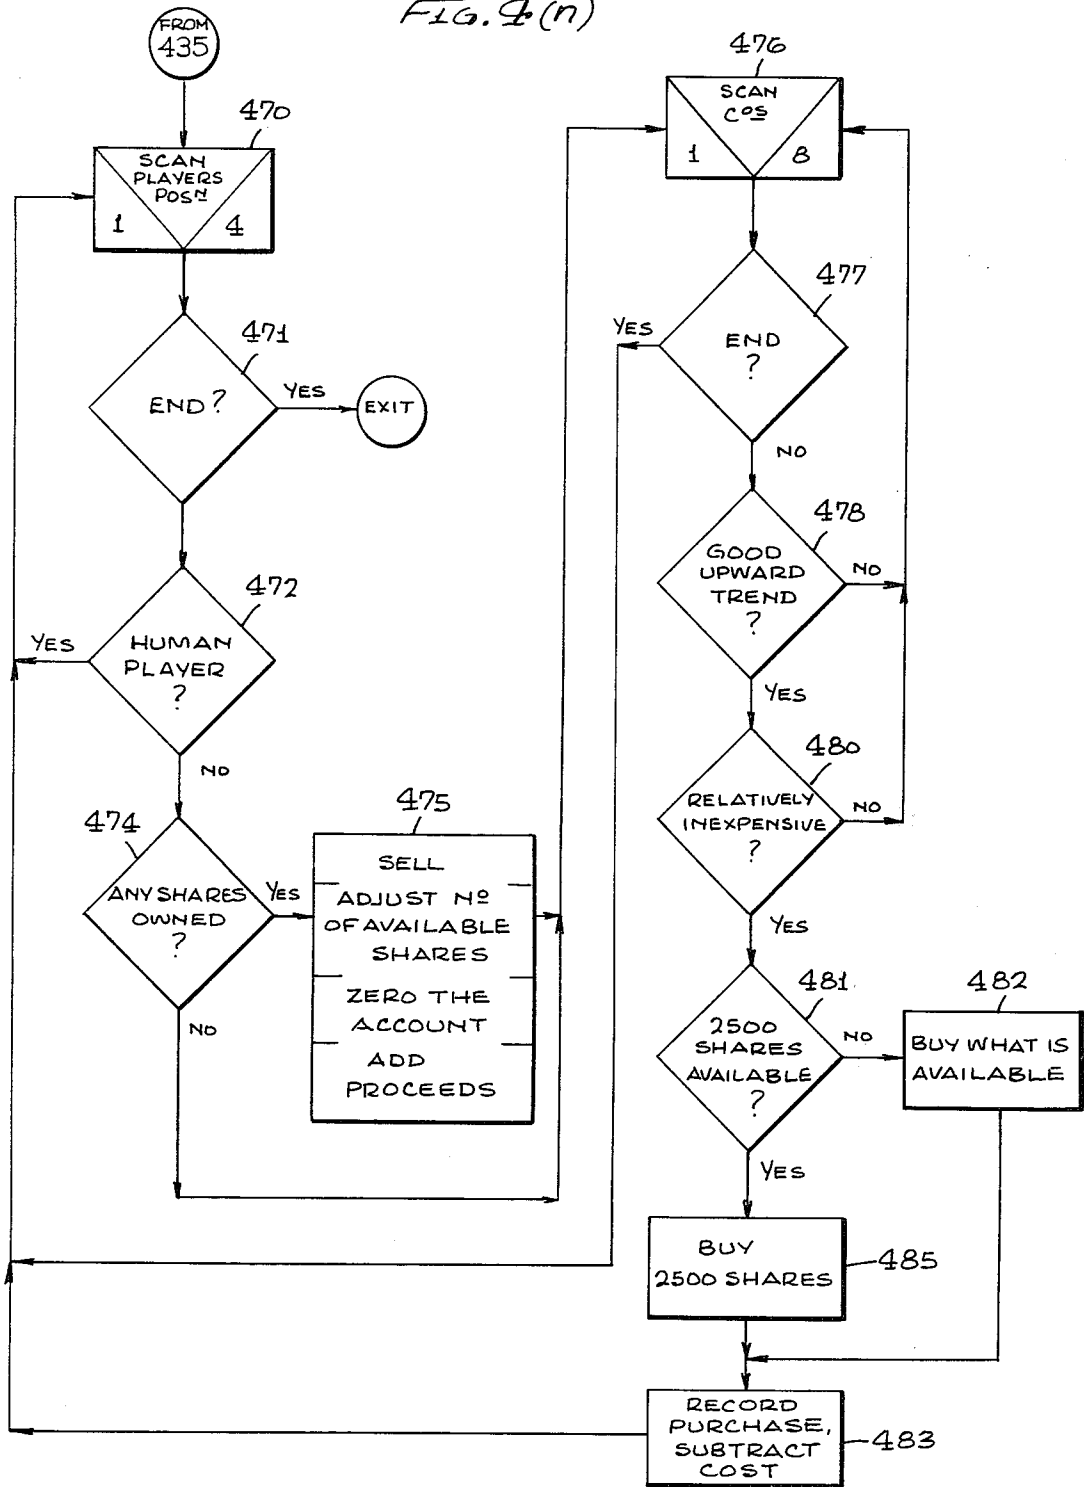 FIG. 9(n)
FROM
435
470
SCAN
PLAYERS
POSN
1 4
471
END?
YES
EXIT
472
HUMAN
PLAYER
?
YES
NO
474
ANY SHARES
OWNED
?
YES
NO
475
SELL
ADJUST Nº
OF AVAILABLE
SHARES
ZERO THE
ACCOUNT
ADD
PROCEEDS
476
SCAN
COS
1 8
477
END
?
YES
NO
478
GOOD
UPWARD
TREND
?
NO
YES
480
RELATIVELY
INEXPENSIVE
?
NO
YES
481
2500
SHARES
AVAILABLE
?
NO
YES
482
BUY WHAT IS
AVAILABLE
BUY
2500 SHARES
485
RECORD
PURCHASE,
SUBTRACT
COST
483